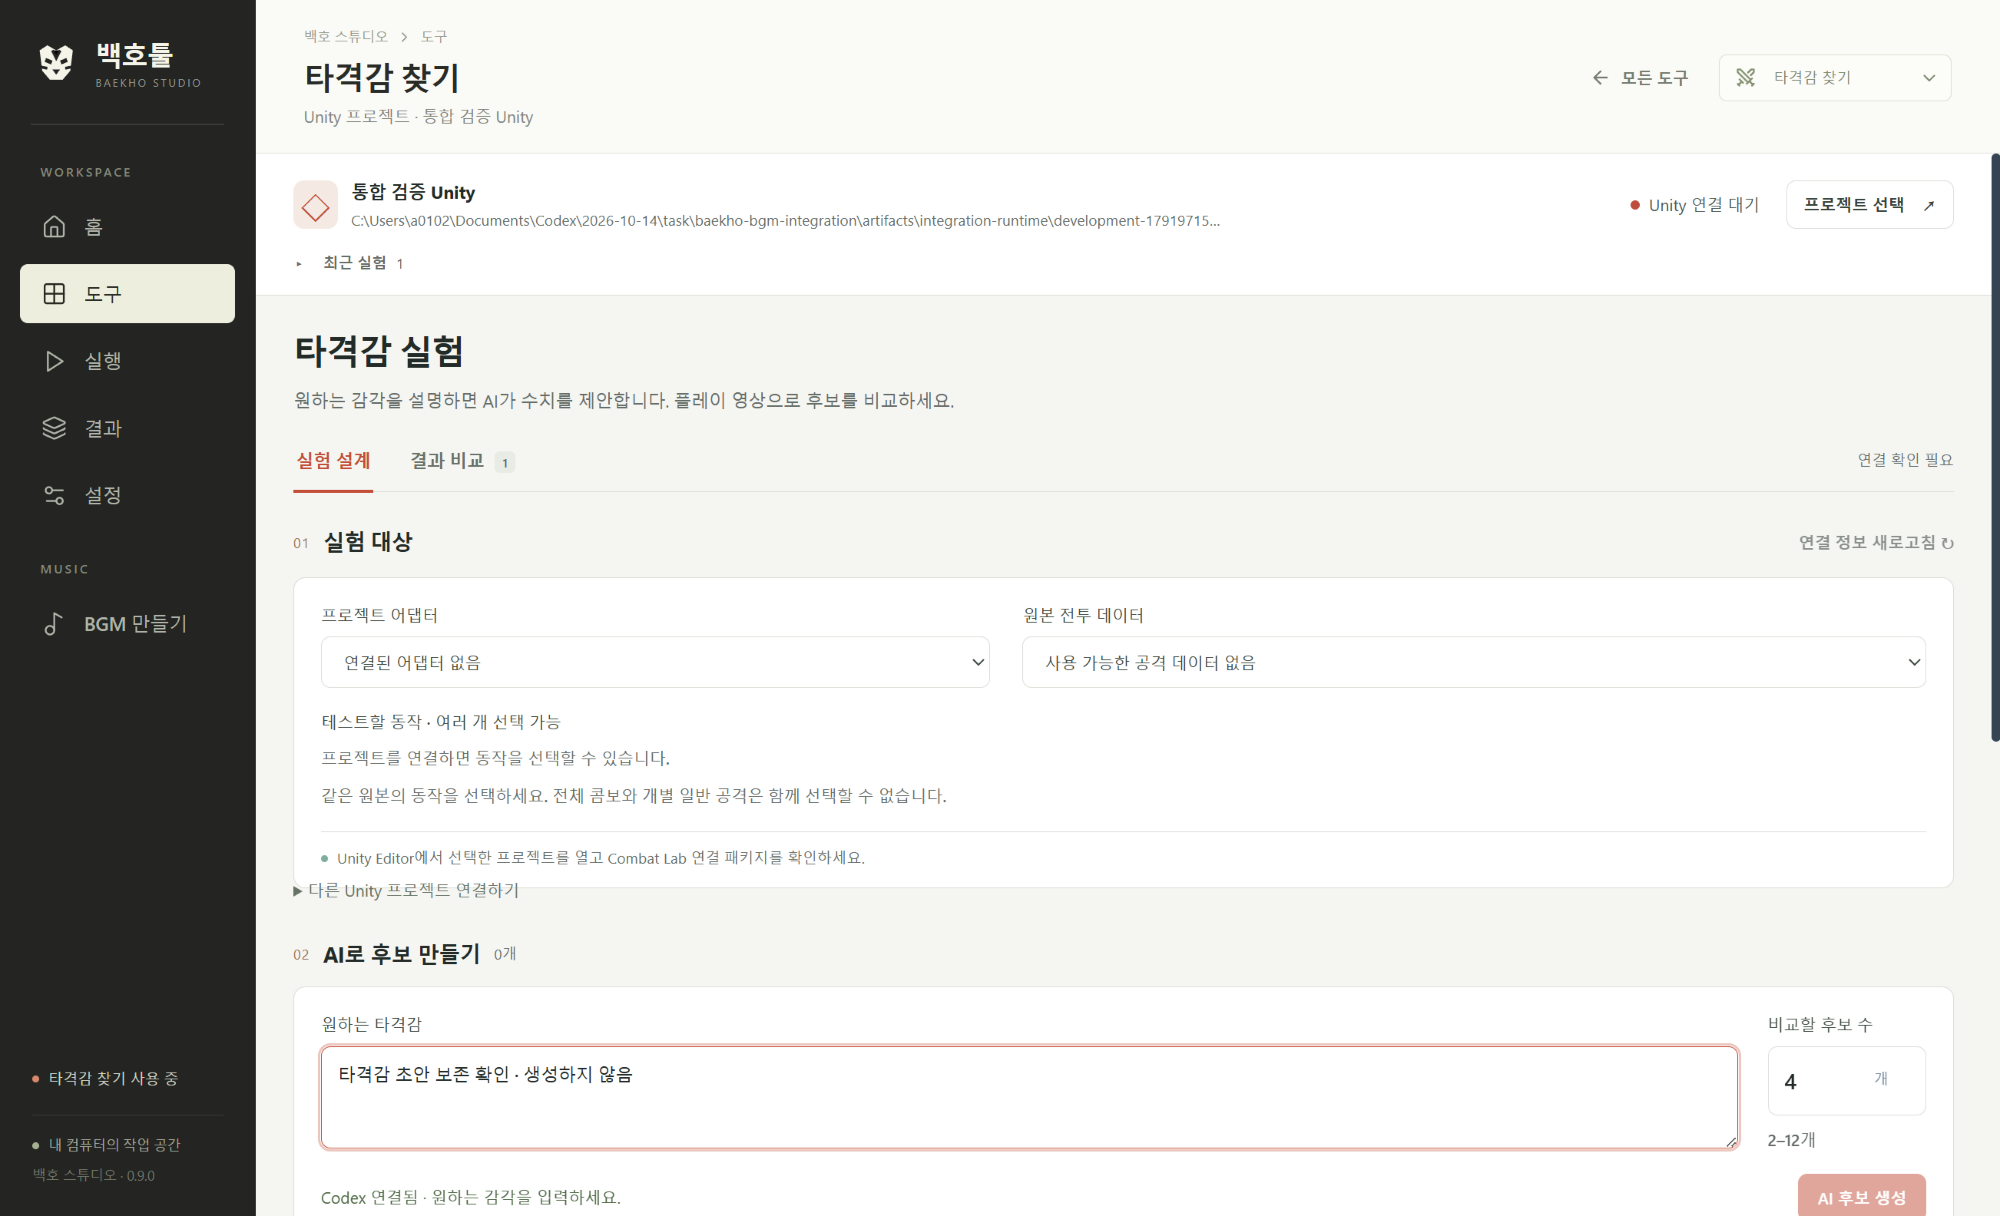 백호툴
BAEKHO STUDIO
WORKSPACE
홈
도구
실행
결과
설정
MUSIC
BGM 만들기
타격감 찾기 사용 중
내 컴퓨터의 작업 공간
백호 스튜디오 · 0.9.0
백호 스튜디오 > 도구
타격감 찾기
Unity 프로젝트 · 통합 검증 Unity
← 모든 도구
타격감 찾기
통합 검증 Unity
C:\Users\a0102\Documents\Codex\2026-10-14\task\baekho-bgm-integration\artifacts\integration-runtime\development-17919715...
Unity 연결 대기
프로젝트 선택 ↗
▸ 최근 실험 1
타격감 실험
원하는 감각을 설명하면 AI가 수치를 제안합니다. 플레이 영상으로 후보를 비교하세요.
실험 설계
결과 비교 1
연결 확인 필요
01 실험 대상
연결 정보 새로고침 ↻
프로젝트 어댑터
원본 전투 데이터
연결된 어댑터 없음
사용 가능한 공격 데이터 없음
테스트할 동작 · 여러 개 선택 가능
프로젝트를 연결하면 동작을 선택할 수 있습니다.
같은 원본의 동작을 선택하세요. 전체 콤보와 개별 일반 공격은 함께 선택할 수 없습니다.
Unity Editor에서 선택한 프로젝트를 열고 Combat Lab 연결 패키지를 확인하세요.
▶ 다른 Unity 프로젝트 연결하기
02 AI로 후보 만들기 0개
원하는 타격감
비교할 후보 수
타격감 초안 보존 확인 · 생성하지 않음
4 개
2–12개
Codex 연결됨 · 원하는 감각을 입력하세요.
AI 후보 생성